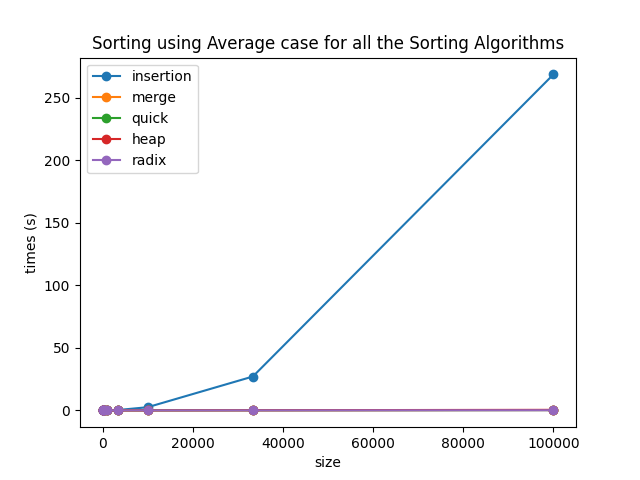 Sorting using Average case for all the Sorting Algorithms
insertion
merge
quick
heap
radix
times (s)
250
200
150
100
50
0
0 20000 40000 60000 80000 100000
size